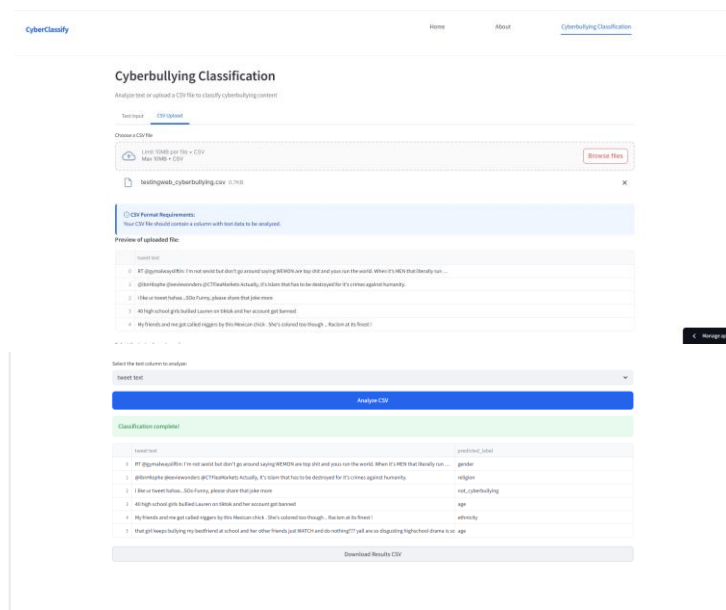 CyberClassify
Home
About
Cyberbullying Classification
Cyberbullying Classification
Analyze text or upload a CSV file to classify cyberbullying content
Text Input
CSV Upload
Choose a CSV file
Limit 10MB per file • CSV
Max 10MB • CSV
Browse files
testingweb_cyberbullying.csv 0.7KB
CSV Format Requirements:
Your CSV file should contain a column with text data to be analyzed.
Preview of uploaded file:
tweet text
0 RT @gymalwayslifin: I'm not sexist but don't go around saying WEMON are top shit and yous run the world. When it's MEN that literally run ...
1 Actually, it's Islam that has to be destroyed for it's crimes against humanity.
2 I like ur tweet hahaa...SOo Funny, please share that joke more
3 40 high school girls bullied Lauren on tiktok and her account got banned
4 My friends and me got called niggers by this Mexican chick . She's colored too though .. Racism at its finest !
Manage ap
Select the text column to analyze:
tweet text
Analyze CSV
Classification complete!
tweet text predicted_label
0 RT @gymalwayslifin: I'm not sexist but don't go around saying WEMON are top shit and yous run the world. When it's MEN that literally run ... gender
1 Actually, it's Islam that has to be destroyed for it's crimes against humanity. religion
2 I like ur tweet hahaa...SOo Funny, please share that joke more not_cyberbullying
3 40 high school girls bullied Lauren on tiktok and her account got banned age
4 My friends and me got called niggers by this Mexican chick . She's colored too though .. Racism at its finest ! ethnicity
5 that girl keeps bullying my bestfriend at school and her other friends just WATCH and do nothing??? yall are so disgusting highschool drama is so age
Download Results CSV